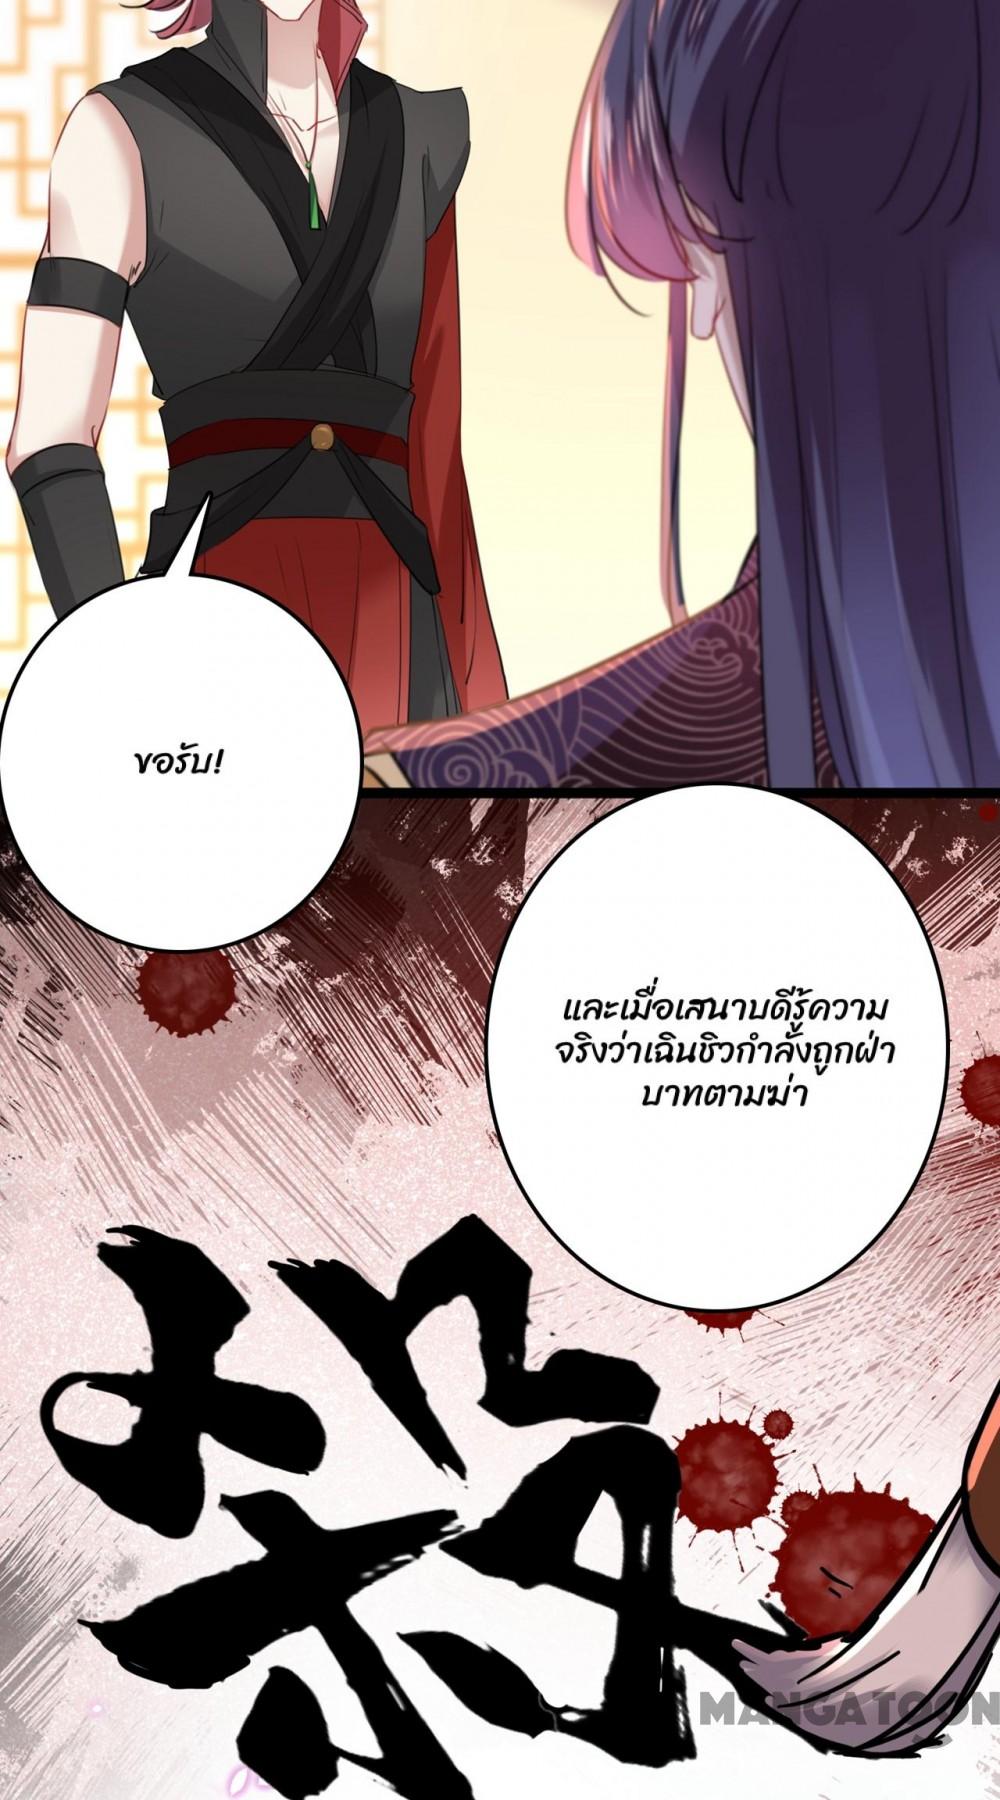 ขอรับ!
และเมื่อเสนาบดีรู้ความ
จริงว่าเฉินชิวกำลังถูกฝ่า
บาทตามฆ่า
殺
MANGATOON